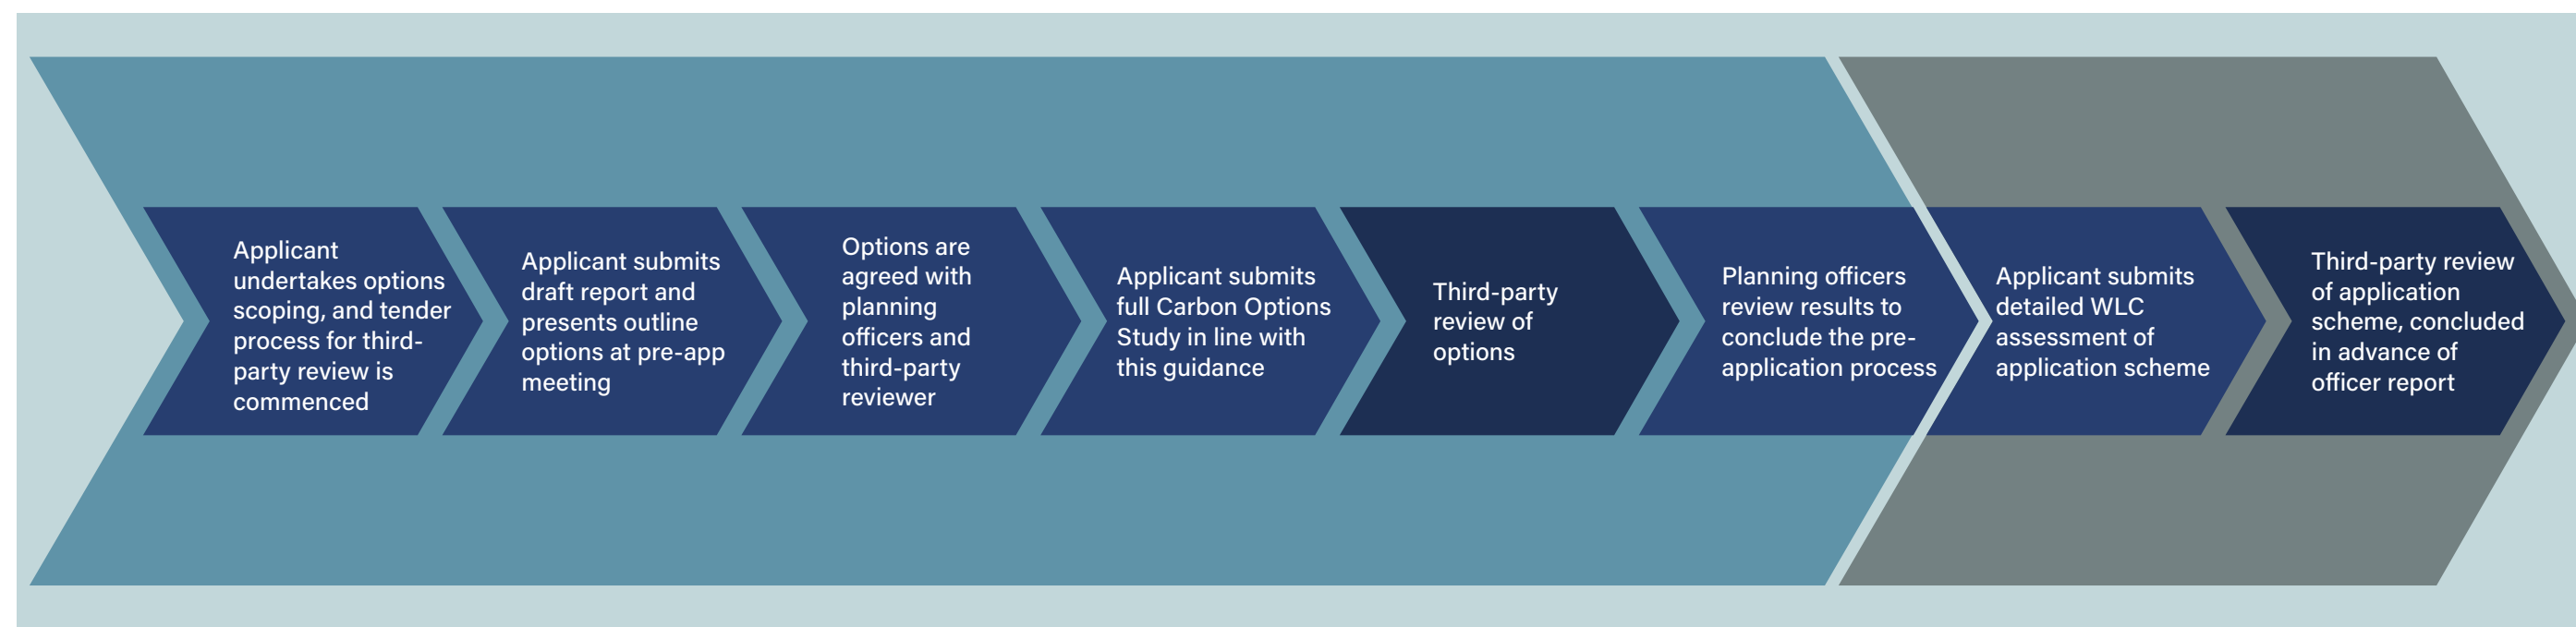 Applicant
undertakes options
scoping, and tender
process for third-
party review is
commenced
Applicant submits
draft report and
presents outline
options at pre-app
meeting
Options are
agreed with
planning
officers and
third-party
reviewer
Applicant submits
full Carbon Options
Study in line with
this guidance
Third-party
review of
options
Planning officers
review results to
conclude the pre-
application process
Applicant submits
detailed WLC
assessment of
application scheme
Third-party review
of application
scheme, concluded
in advance of
officer report